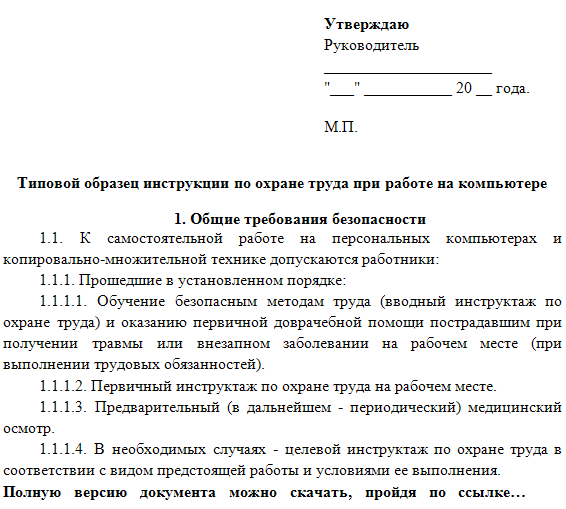 Утверждаю
Руководитель
_____________________
"___" ___________ 20 __ года.
М.П.
Типовой образец инструкции по охране труда при работе на компьютере
1. Общие требования безопасности
1.1. К самостоятельной работе на персональных компьютерах и
копировально-множительной технике допускаются работники:
1.1.1. Прошедшие в установленном порядке:
1.1.1.1. Обучение безопасным методам труда (вводный инструктаж по
охране труда) и оказанию первичной доврачебной помощи пострадавшим при
получении травмы или внезапном заболевании на рабочем месте (при
выполнении трудовых обязанностей).
1.1.1.2. Первичный инструктаж по охране труда на рабочем месте.
1.1.1.3. Предварительный (в дальнейшем - периодический) медицинский
осмотр.
1.1.1.4. В необходимых случаях - целевой инструктаж по охране труда в
соответствии с видом предстоящей работы и условиями ее выполнения.
Полную версию документа можно скачать, пройдя по ссылке…